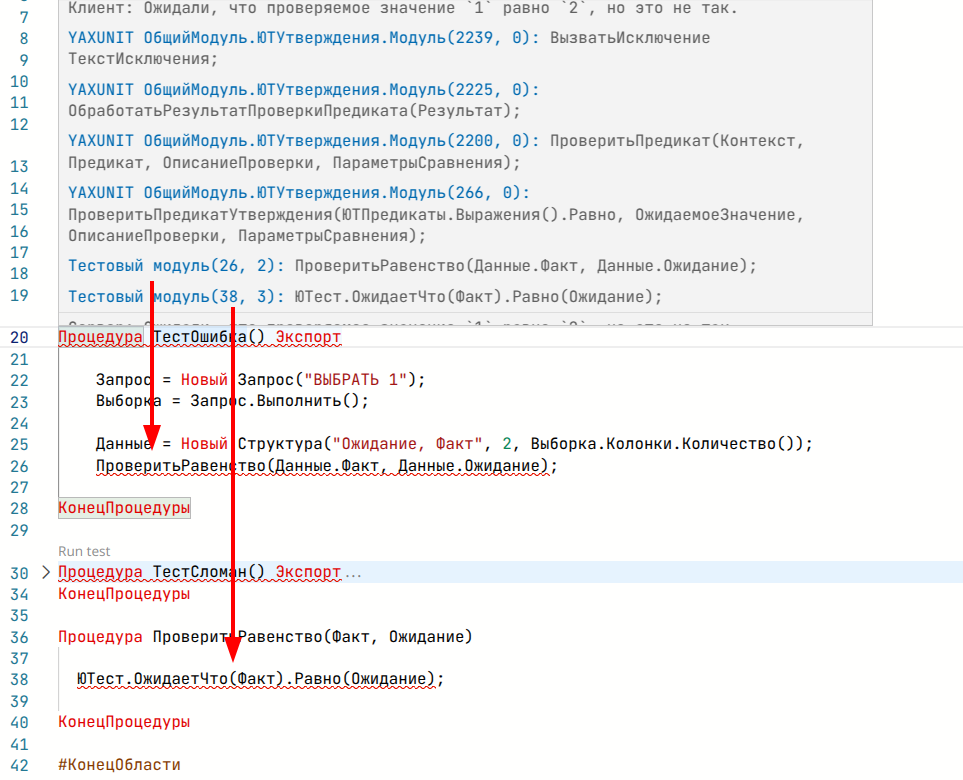 7
Клиент: Ожидали, что проверяемое значение `1` равно `2`, но это не так.
8 YAXUNIT ОбщийМодуль.ЮТУтверждения.Модуль(2239, 0): ВызватьИсключение
9 ТекстИсключения;
10 YAXUNIT ОбщийМодуль.ЮТУтверждения.Модуль(2225, 0):
11 ОбработатьРезультатПроверкиПредиката(Результат);
12
YAXUNIT ОбщийМодуль.ЮТУтверждения.Модуль(2200, 0): ПроверитьПредикат(Контекст,
13 Предикат, ОписаниеПроверки, ПараметрыСравнения);
14 YAXUNIT ОбщийМодуль.ЮТУтверждения.Модуль(266, 0):
15 ПроверитьПредикатУтверждения(ЮТПредикаты.Выражения().Равно, ОжидаемоеЗначение,
16 ОписаниеПроверки, ПараметрыСравнения);
17
18 Тестовый модуль(26, 2): ПроверитьРавенство(Данные.Факт, Данные.Ожидание);
19 Тестовый модуль(38, 3): ЮТест.ОжидаетЧто(Факт).Равно(Ожидание);
20 Процедура ТестОшибка() Экспорт
21
22 Запрос = Новый Запрос("ВЫБРАТЬ 1");
23 Выборка = Запрос.Выполнить();
24
25 Данные = Новый Структура("Ожидание, Факт", 2, Выборка.Колонки.Количество());
26 ПроверитьРавенство(Данные.Факт, Данные.Ожидание);
27
28 КонецПроцедуры
29
Run test
30 Процедура ТестСломан() Экспорт...
34 КонецПроцедуры
35
36 Процедура ПроверитьРавенство(Факт, Ожидание)
37
38 ЮТест.ОжидаетЧто(Факт).Равно(Ожидание);
39
40 КонецПроцедуры
41
42 #КонецОбласти